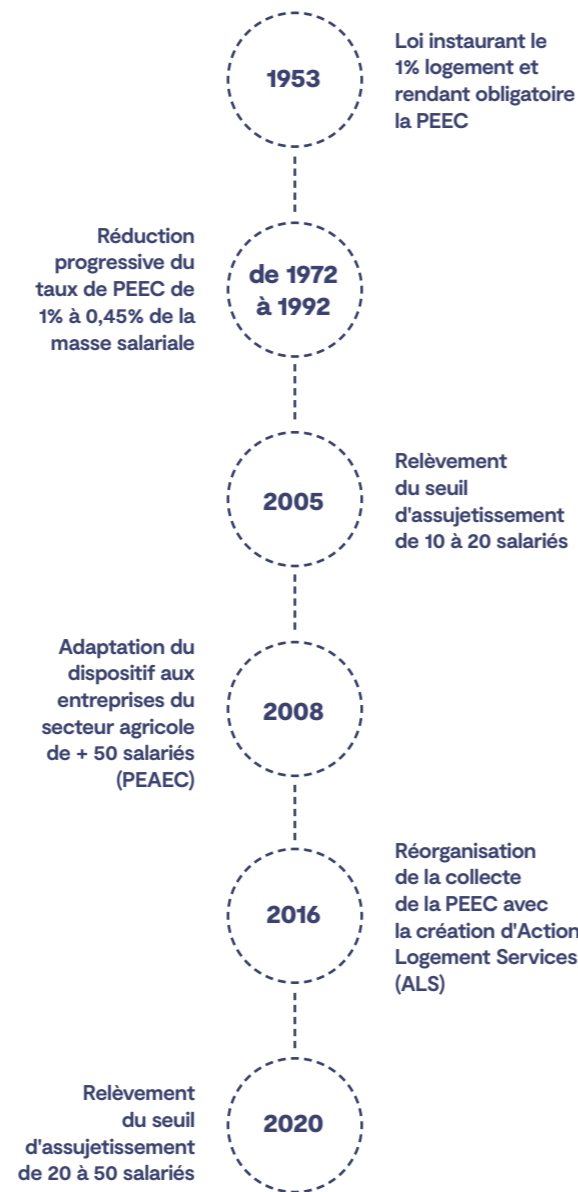 1953
Loi instaurant le
1% logement et
rendant obligatoire
la PEEC
de 1972
à 1992
Réduction
progressive du
taux de PEEC de
1% à 0,45% de la
masse salariale
2005
Relèvement
du seuil
d'assujetissement
de 10 à 20 salariés
2008
Adaptation du
dispositif aux
entreprises du
secteur agricole
de + 50 salariés
(PEAEC)
2016
Réorganisation
de la collecte
de la PEEC avec
la création d'Action
Logement Services
(ALS)
2020
Relèvement
du seuil
d'assujetissement
de 20 à 50 salariés